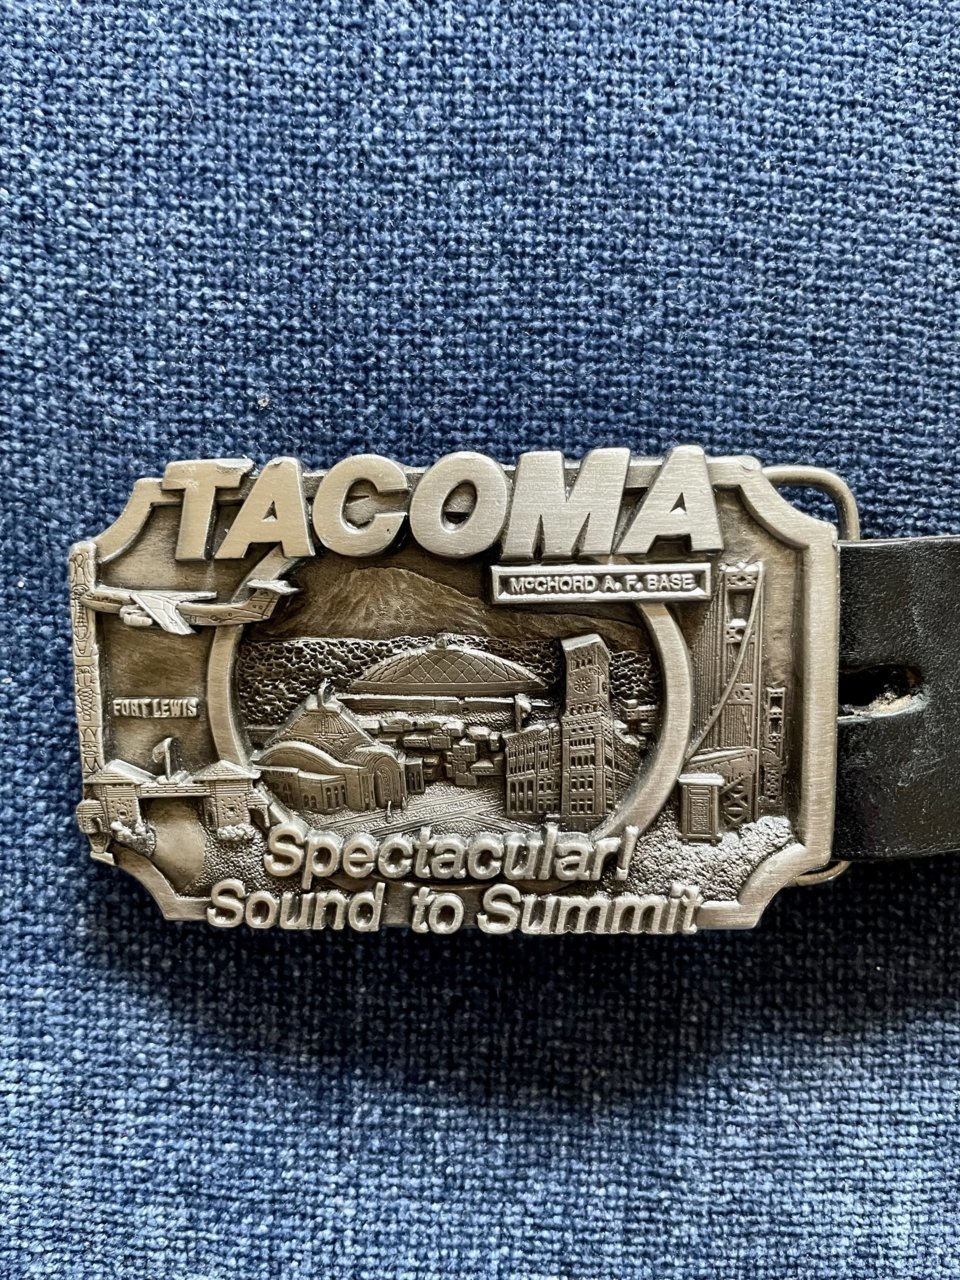 TACOMA
McCHORD A. F. BASE
FORT LEWIS
Spectacular!
Sound to Summit